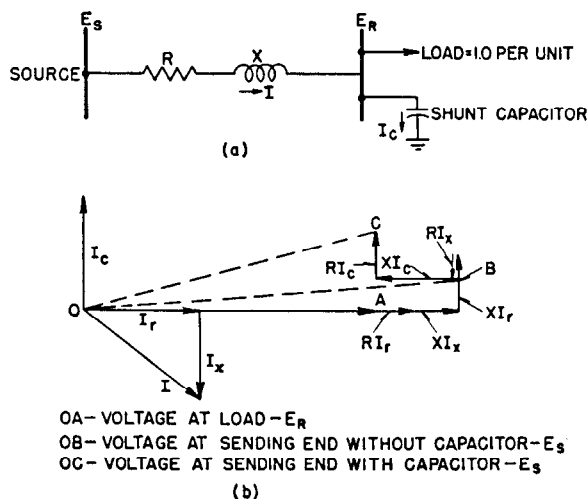 E_S
E_R
R
X
LOAD=1.0 PER UNIT
SOURCE
I
SHUNT CAPACITOR
I_C
(a)
C
RI_X
I_C
RI_C
XI_C
B
O
I_r
A
XI_r
RI_r
XI_X
I_X
I
OA- VOLTAGE AT LOAD-E_R
OB- VOLTAGE AT SENDING END WITHOUT CAPACITOR-E_S
OC- VOLTAGE AT SENDING END WITH CAPACITOR-E_S
(b)